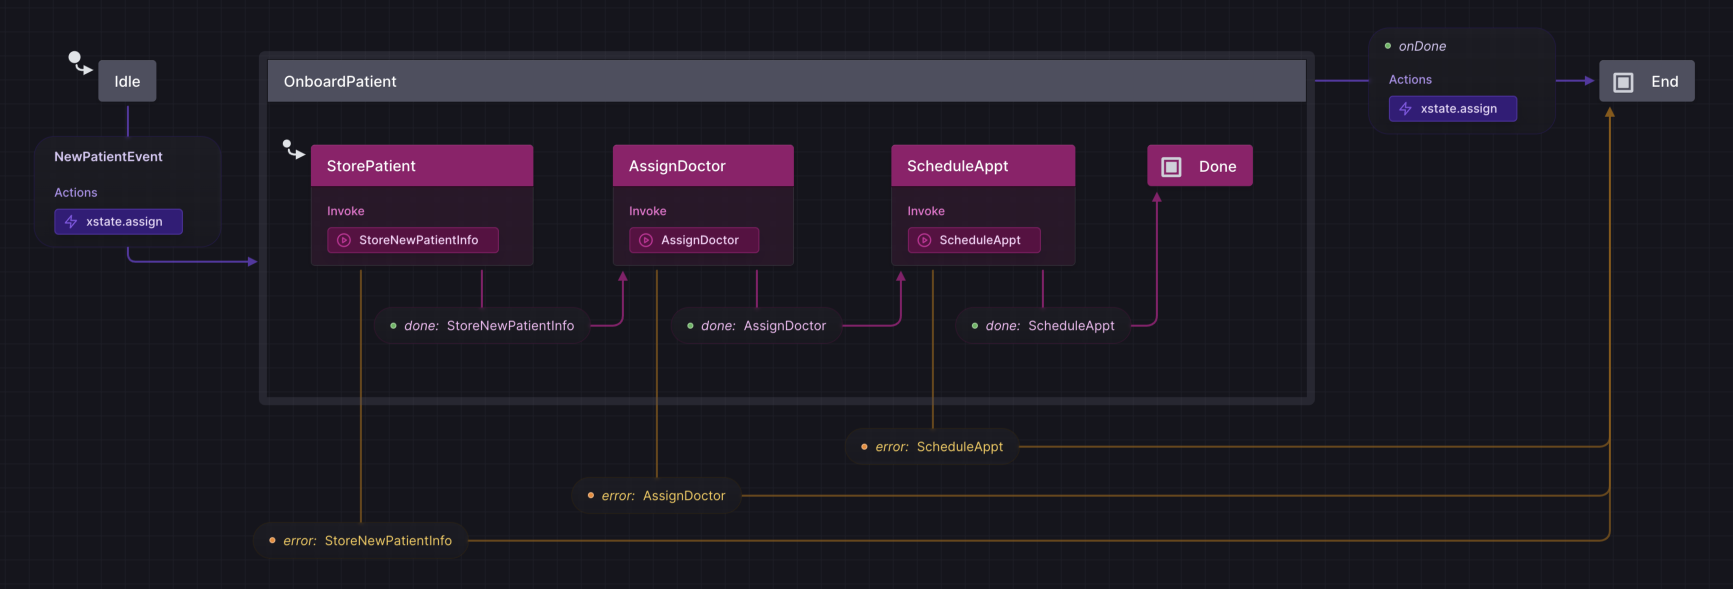 Idle
NewPatientEvent
Actions
xstate.assign
OnboardPatient
StorePatient
Invoke
StoreNewPatientInfo
done: StoreNewPatientInfo
AssignDoctor
Invoke
AssignDoctor
done: AssignDoctor
ScheduleAppt
Invoke
ScheduleAppt
done: ScheduleAppt
Done
onDone
Actions
xstate.assign
End
error: ScheduleAppt
error: AssignDoctor
error: StoreNewPatientInfo